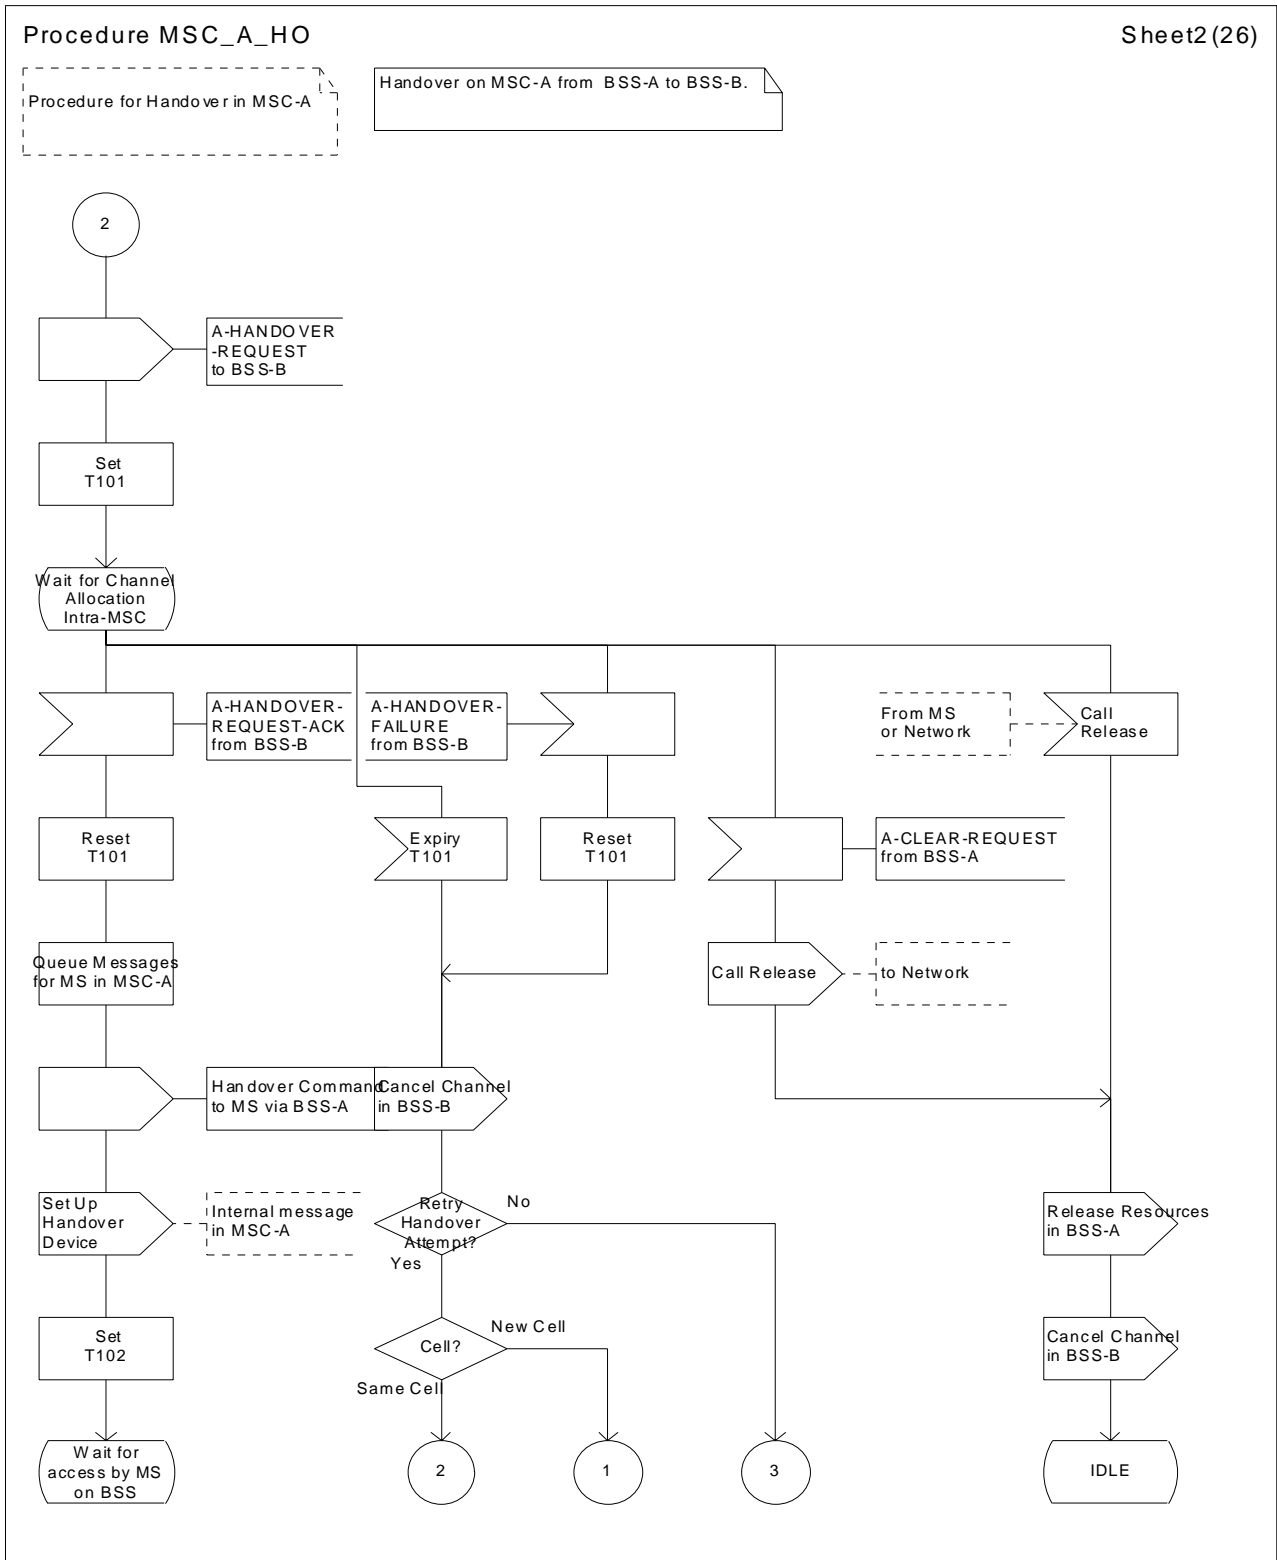 Procedure MSC_A_HO
Sheet2(26)
Procedure for Handover in MSC-A
Handover on MSC-A from BSS-A to BSS-B.
2
A-HANDOVER
-REQUEST
to BSS-B
Set
T101
Wait for Channel
Allocation
Intra-MSC
A-HANDOVER-
REQUEST-ACK
from BSS-B
A-HANDOVER-
FAILURE
from BSS-B
From MS
or Network
Call
Release
Reset
T101
Expiry
T101
Reset
T101
A-CLEAR-REQUEST
from BSS-A
Queue Messages
for MS in MSC-A
Call Release
to Network
Handover Command
to MS via BSS-A
Cancel Channel
in BSS-B
Set Up
Handover
Device
Internal message
in MSC-A
Retry
Handover
Attempt?
No
Yes
Release Resources
in BSS-A
Set
T102
Cell?
New Cell
Same Cell
Cancel Channel
in BSS-B
Wait for
access by MS
on BSS
2
1
3
IDLE